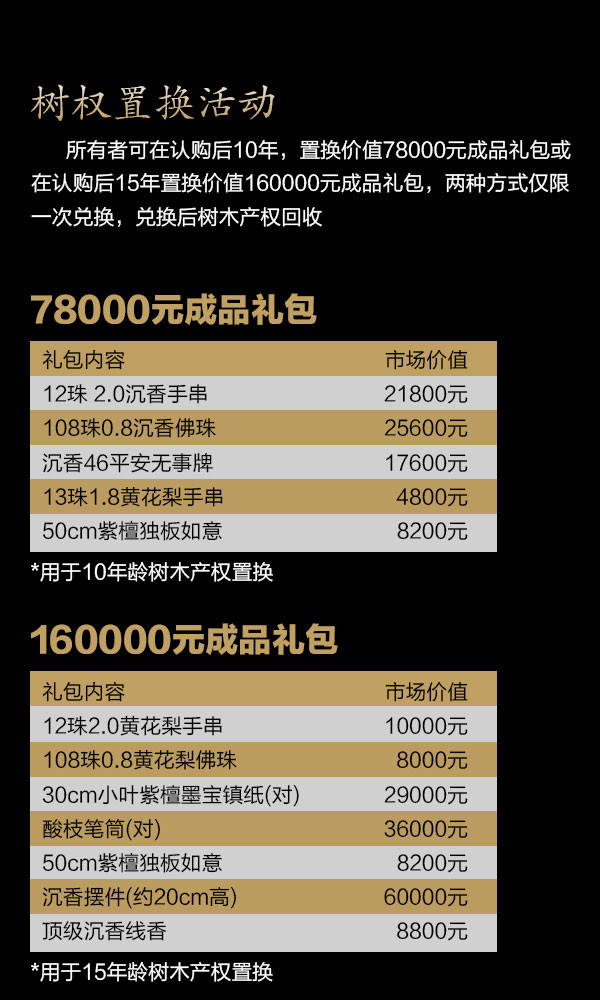 树权置换活动
所有者可在认购后10年，置换价值78000元成品礼包或
在认购后15年置换价值160000元成品礼包，两种方式仅限
一次兑换，兑换后树木产权回收
78000元成品礼包
礼包内容 市场价值
12珠 2.0沉香手串 21800元
108珠0.8沉香佛珠 25600元
沉香46平安无事牌 17600元
13珠1.8黄花梨手串 4800元
50cm紫檀独板如意 8200元
*用于10年龄树木产权置换
160000元成品礼包
礼包内容 市场价值
12珠2.0黄花梨手串 10000元
108珠0.8黄花梨佛珠 8000元
30cm小叶紫檀墨宝镇纸(对) 29000元
酸枝笔筒(对) 36000元
50cm紫檀独板如意 8200元
沉香摆件(约20cm高) 60000元
顶级沉香线香 8800元
*用于15年龄树木产权置换